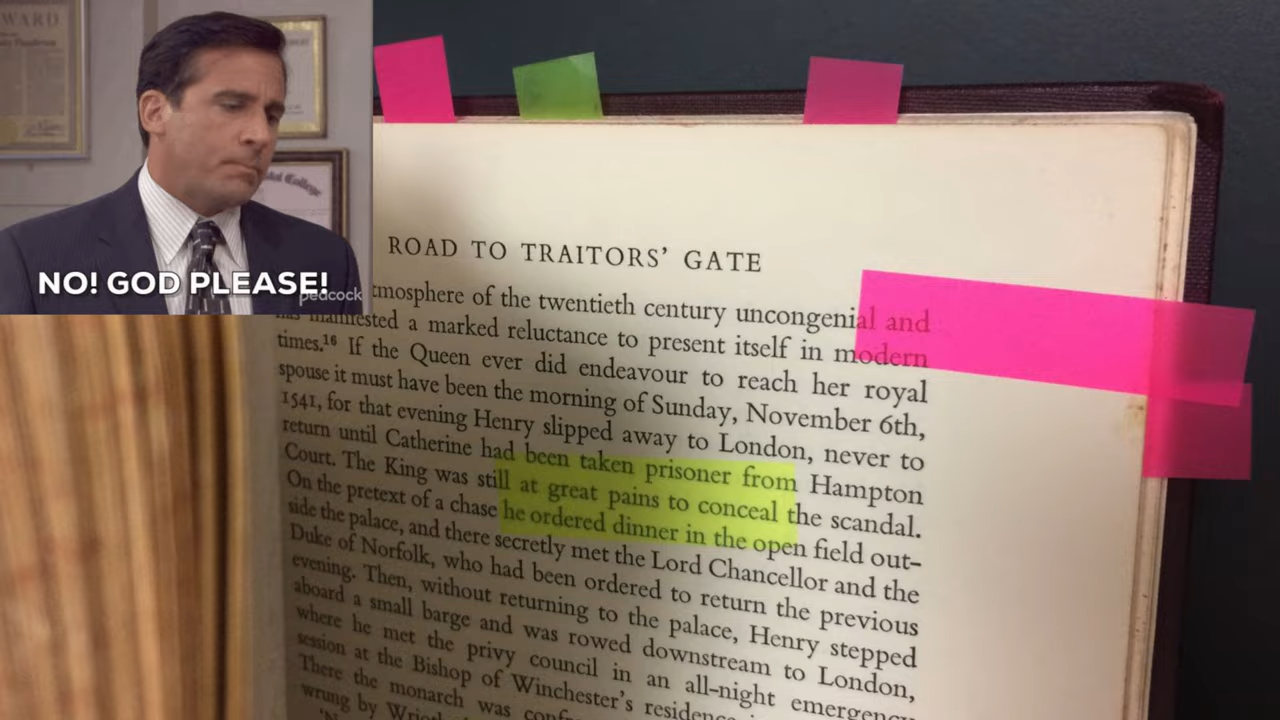 WARD
NO! GOD PLEASE!
peacock
ROAD TO TRAITORS' GATE
tmosphere of the twentieth century uncongenial and
has manifested a marked reluctance to present itself in modern
times.¹⁶ If the Queen ever did endeavour to reach her royal
spouse it must have been the morning of Sunday, November 6th,
1541, for that evening Henry slipped away to London, never to
return until Catherine had been taken prisoner from Hampton
Court. The King was still at great pains to conceal the scandal.
On the pretext of a chase he ordered dinner in the open field out–
side the palace, and there secretly met the Lord Chancellor and the
Duke of Norfolk, who had been ordered to return the previous
evening. Then, without returning to the palace, Henry stepped
aboard a small barge and was rowed downstream to London,
where he met the privy council in an all–night emergency
session at the Bishop of Winchester's residence
There the monarch was
wrung by